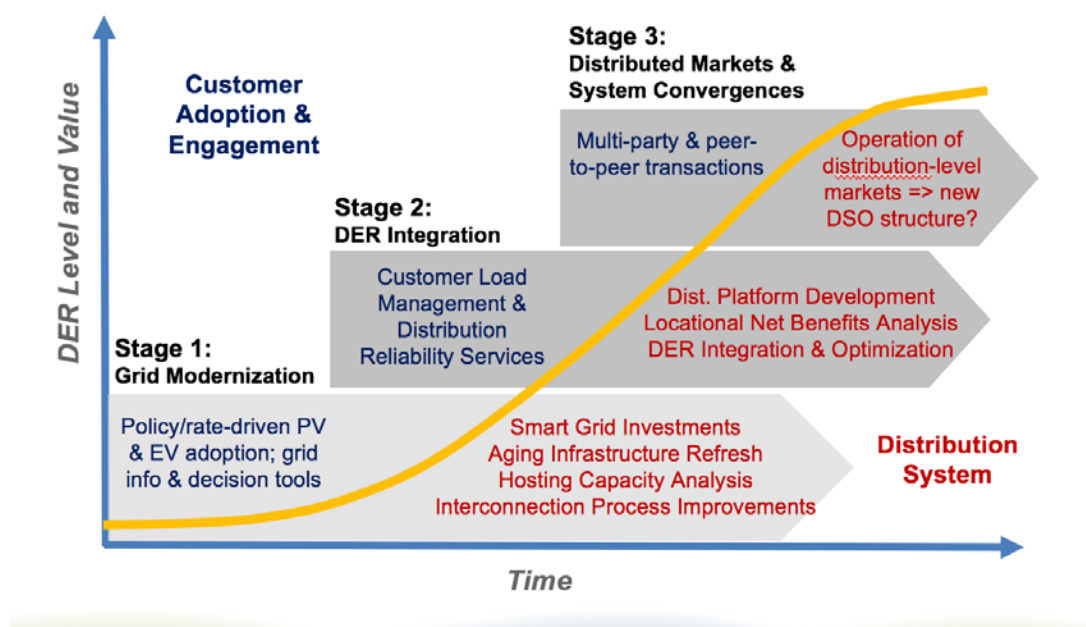 DER Level and Value
Customer
Adoption &
Engagement
Stage 3:
Distributed Markets &
System Convergences
Multi-party & peer-
to-peer transactions
Operation of
distribution-level
markets => new
DSO structure?
Stage 2:
DER Integration
Customer Load
Management &
Distribution
Reliability Services
Dist. Platform Development
Locational Net Benefits Analysis
DER Integration & Optimization
Stage 1:
Grid Modernization
Policy/rate-driven PV
& EV adoption; grid
info & decision tools
Smart Grid Investments
Aging Infrastructure Refresh
Hosting Capacity Analysis
Interconnection Process Improvements
Distribution
System
Time